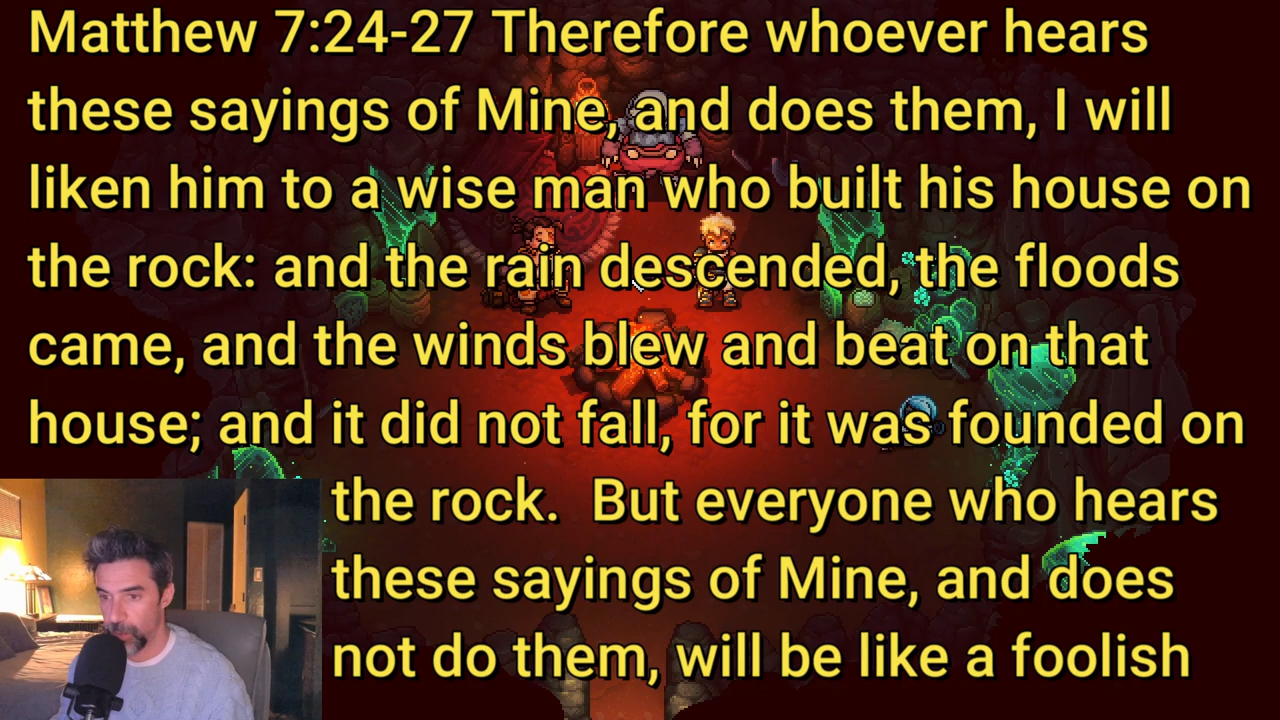 Matthew 7:24-27 Therefore whoever hears
these sayings of Mine, and does them, I will
liken him to a wise man who built his house on
the rock: and the rain descended, the floods
came, and the winds blew and beat on that
house; and it did not fall, for it was founded on
the rock.  But everyone who hears
these sayings of Mine, and does
not do them, will be like a foolish